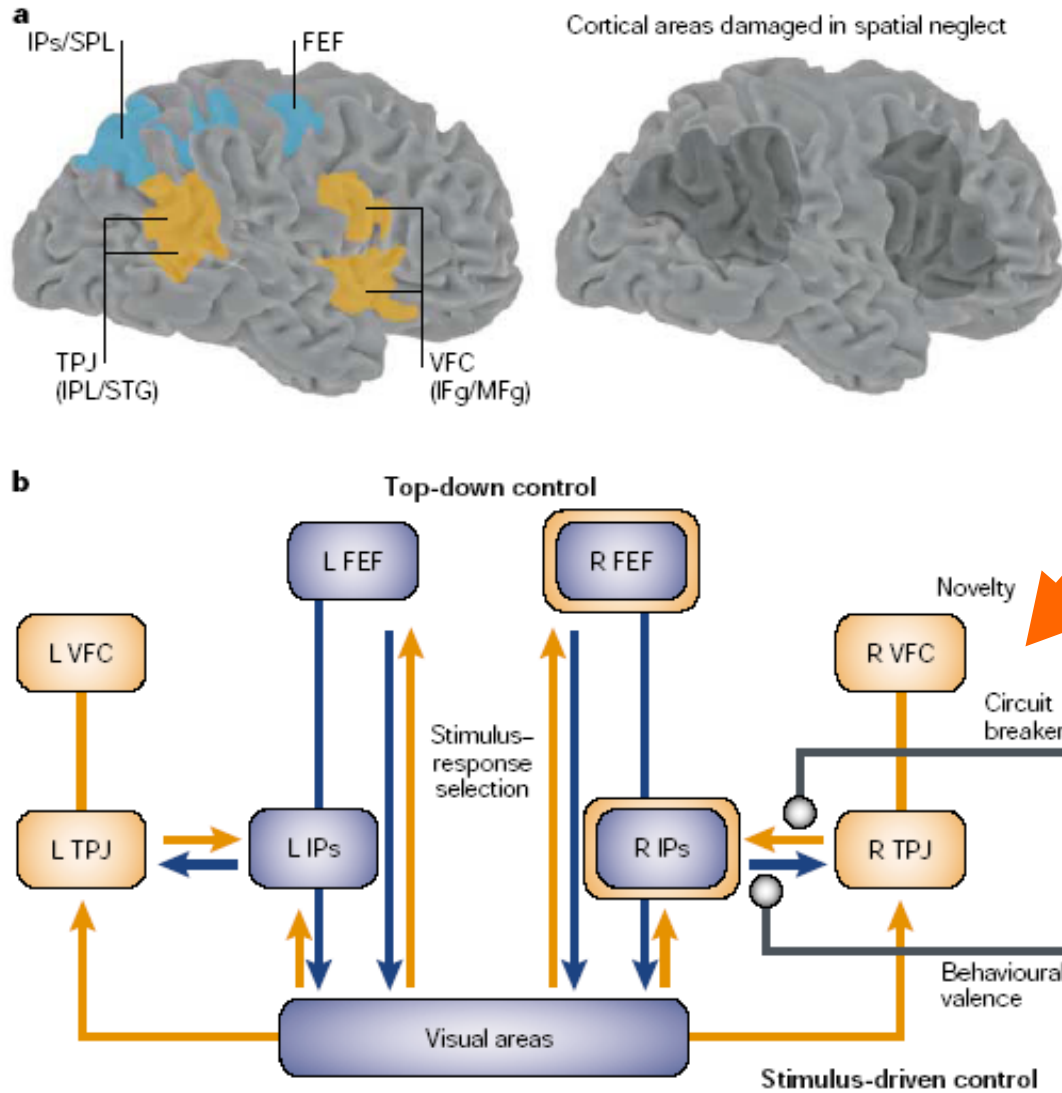 a
IPs/SPL
FEF
Cortical areas damaged in spatial neglect
TPJ
(IPL/STG)
VFC
(IFg/MFg)
b
Top-down control
L FEF
R FEF
Novelty
L VFC
R VFC
Circuit
breaker
Stimulus–
response
selection
L TPJ
L IPs
R IPs
R TPJ
Behavioural
valence
Visual areas
Stimulus-driven control